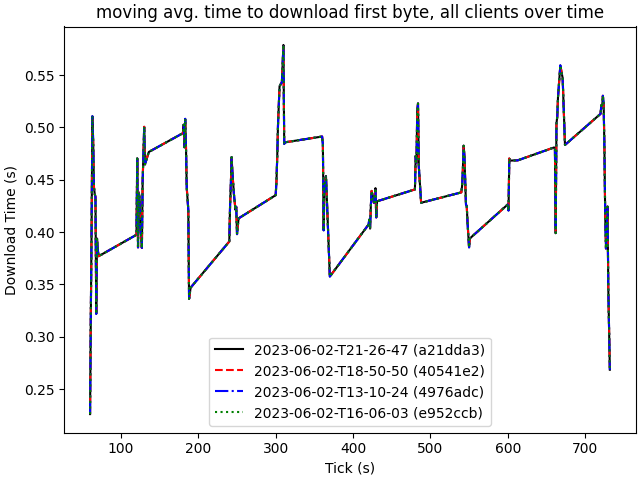 moving avg. time to download first byte, all clients over time
Download Time (s)
0.55
0.50
0.45
0.40
0.35
0.30
0.25
2023-06-02-T21-26-47 (a21dda3)
2023-06-02-T18-50-50 (40541e2)
2023-06-02-T13-10-24 (4976adc)
2023-06-02-T16-06-03 (e952ccb)
100 200 300 400 500 600 700
Tick (s)